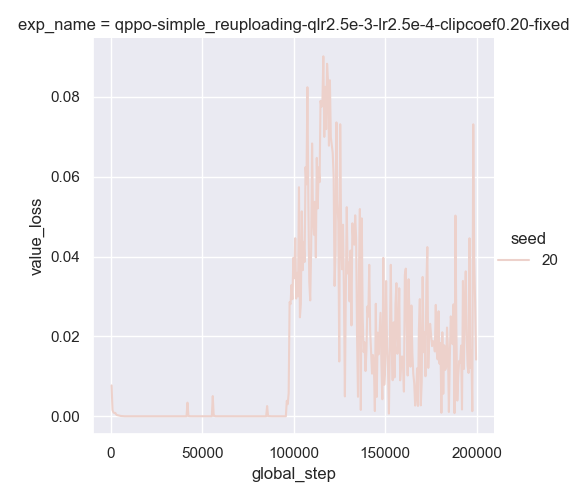 exp_name = qppo-simple_reuploading-qlr2.5e-3-lr2.5e-4-clipcoef0.20-fixed
0.08
0.06
0.04
0.02
0.00
value_loss
seed
20
0
50000
100000
150000
200000
global_step